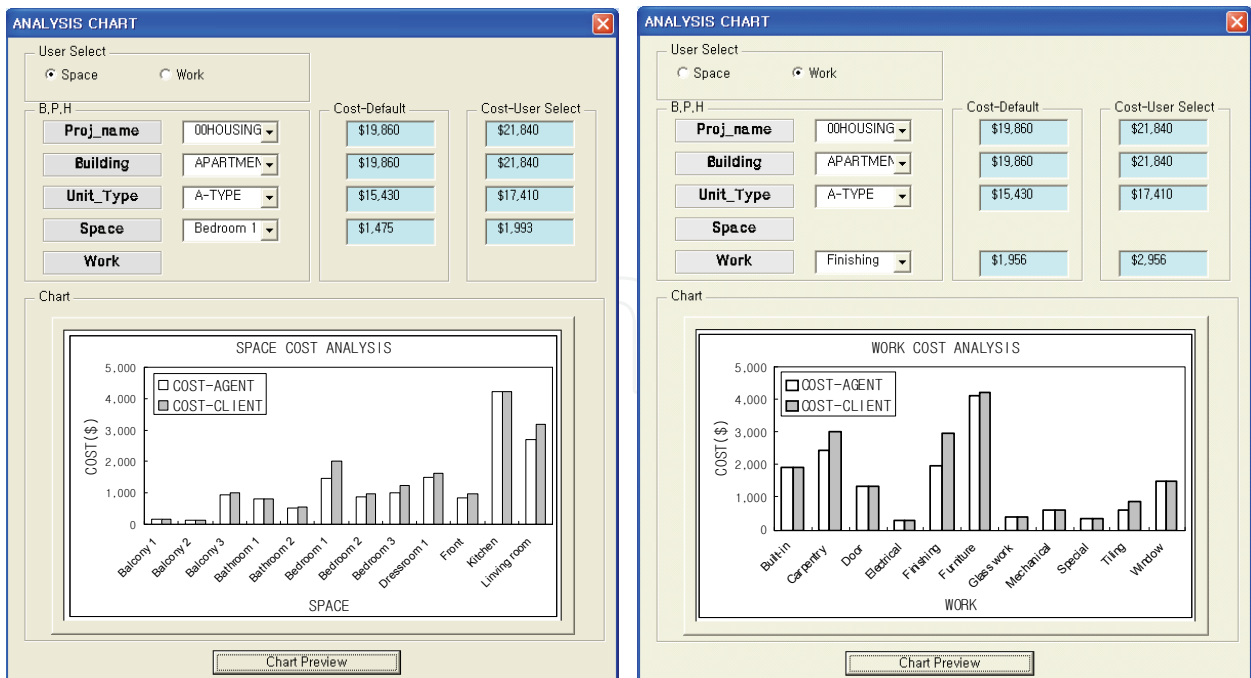 ANALYSIS CHART
User Select
Space
Work
B,P,H
Cost-Default
Cost-User Select
Proj_name
00HOUSING
$19,860
$21,840
Building
APARTMEN
$19,860
$21,840
Unit_Type
A-TYPE
$15,430
$17,410
Space
Bedroom 1
$1,475
$1,993
Work
Chart
SPACE COST ANALYSIS
5,000
4,000
3,000
2,000
1,000
0
COST($)
COST-AGENT
COST-CLIENT
Balcony 1
Balcony 2
Balcony 3
Bathroom 1
Bathroom 2
Bedroom 1
Bedroom 2
Bedroom 3
Dressroom 1
Front
Kitchen
Linving room
SPACE
Chart Preview
ANALYSIS CHART
User Select
Space
Work
B,P,H
Cost-Default
Cost-User Select
Proj_name
00HOUSING
$19,860
$21,840
Building
APARTMEN
$19,860
$21,840
Unit_Type
A-TYPE
$15,430
$17,410
Space
Work
Finishing
$1,956
$2,956
Chart
WORK COST ANALYSIS
5,000
4,000
3,000
2,000
1,000
0
COST($)
COST-AGENT
COST-CLIENT
Built-in
Carpentry
Door
Electrical
Finishing
Furniture
Glass work
Mechanical
Special
Tiling
Window
WORK
Chart Preview